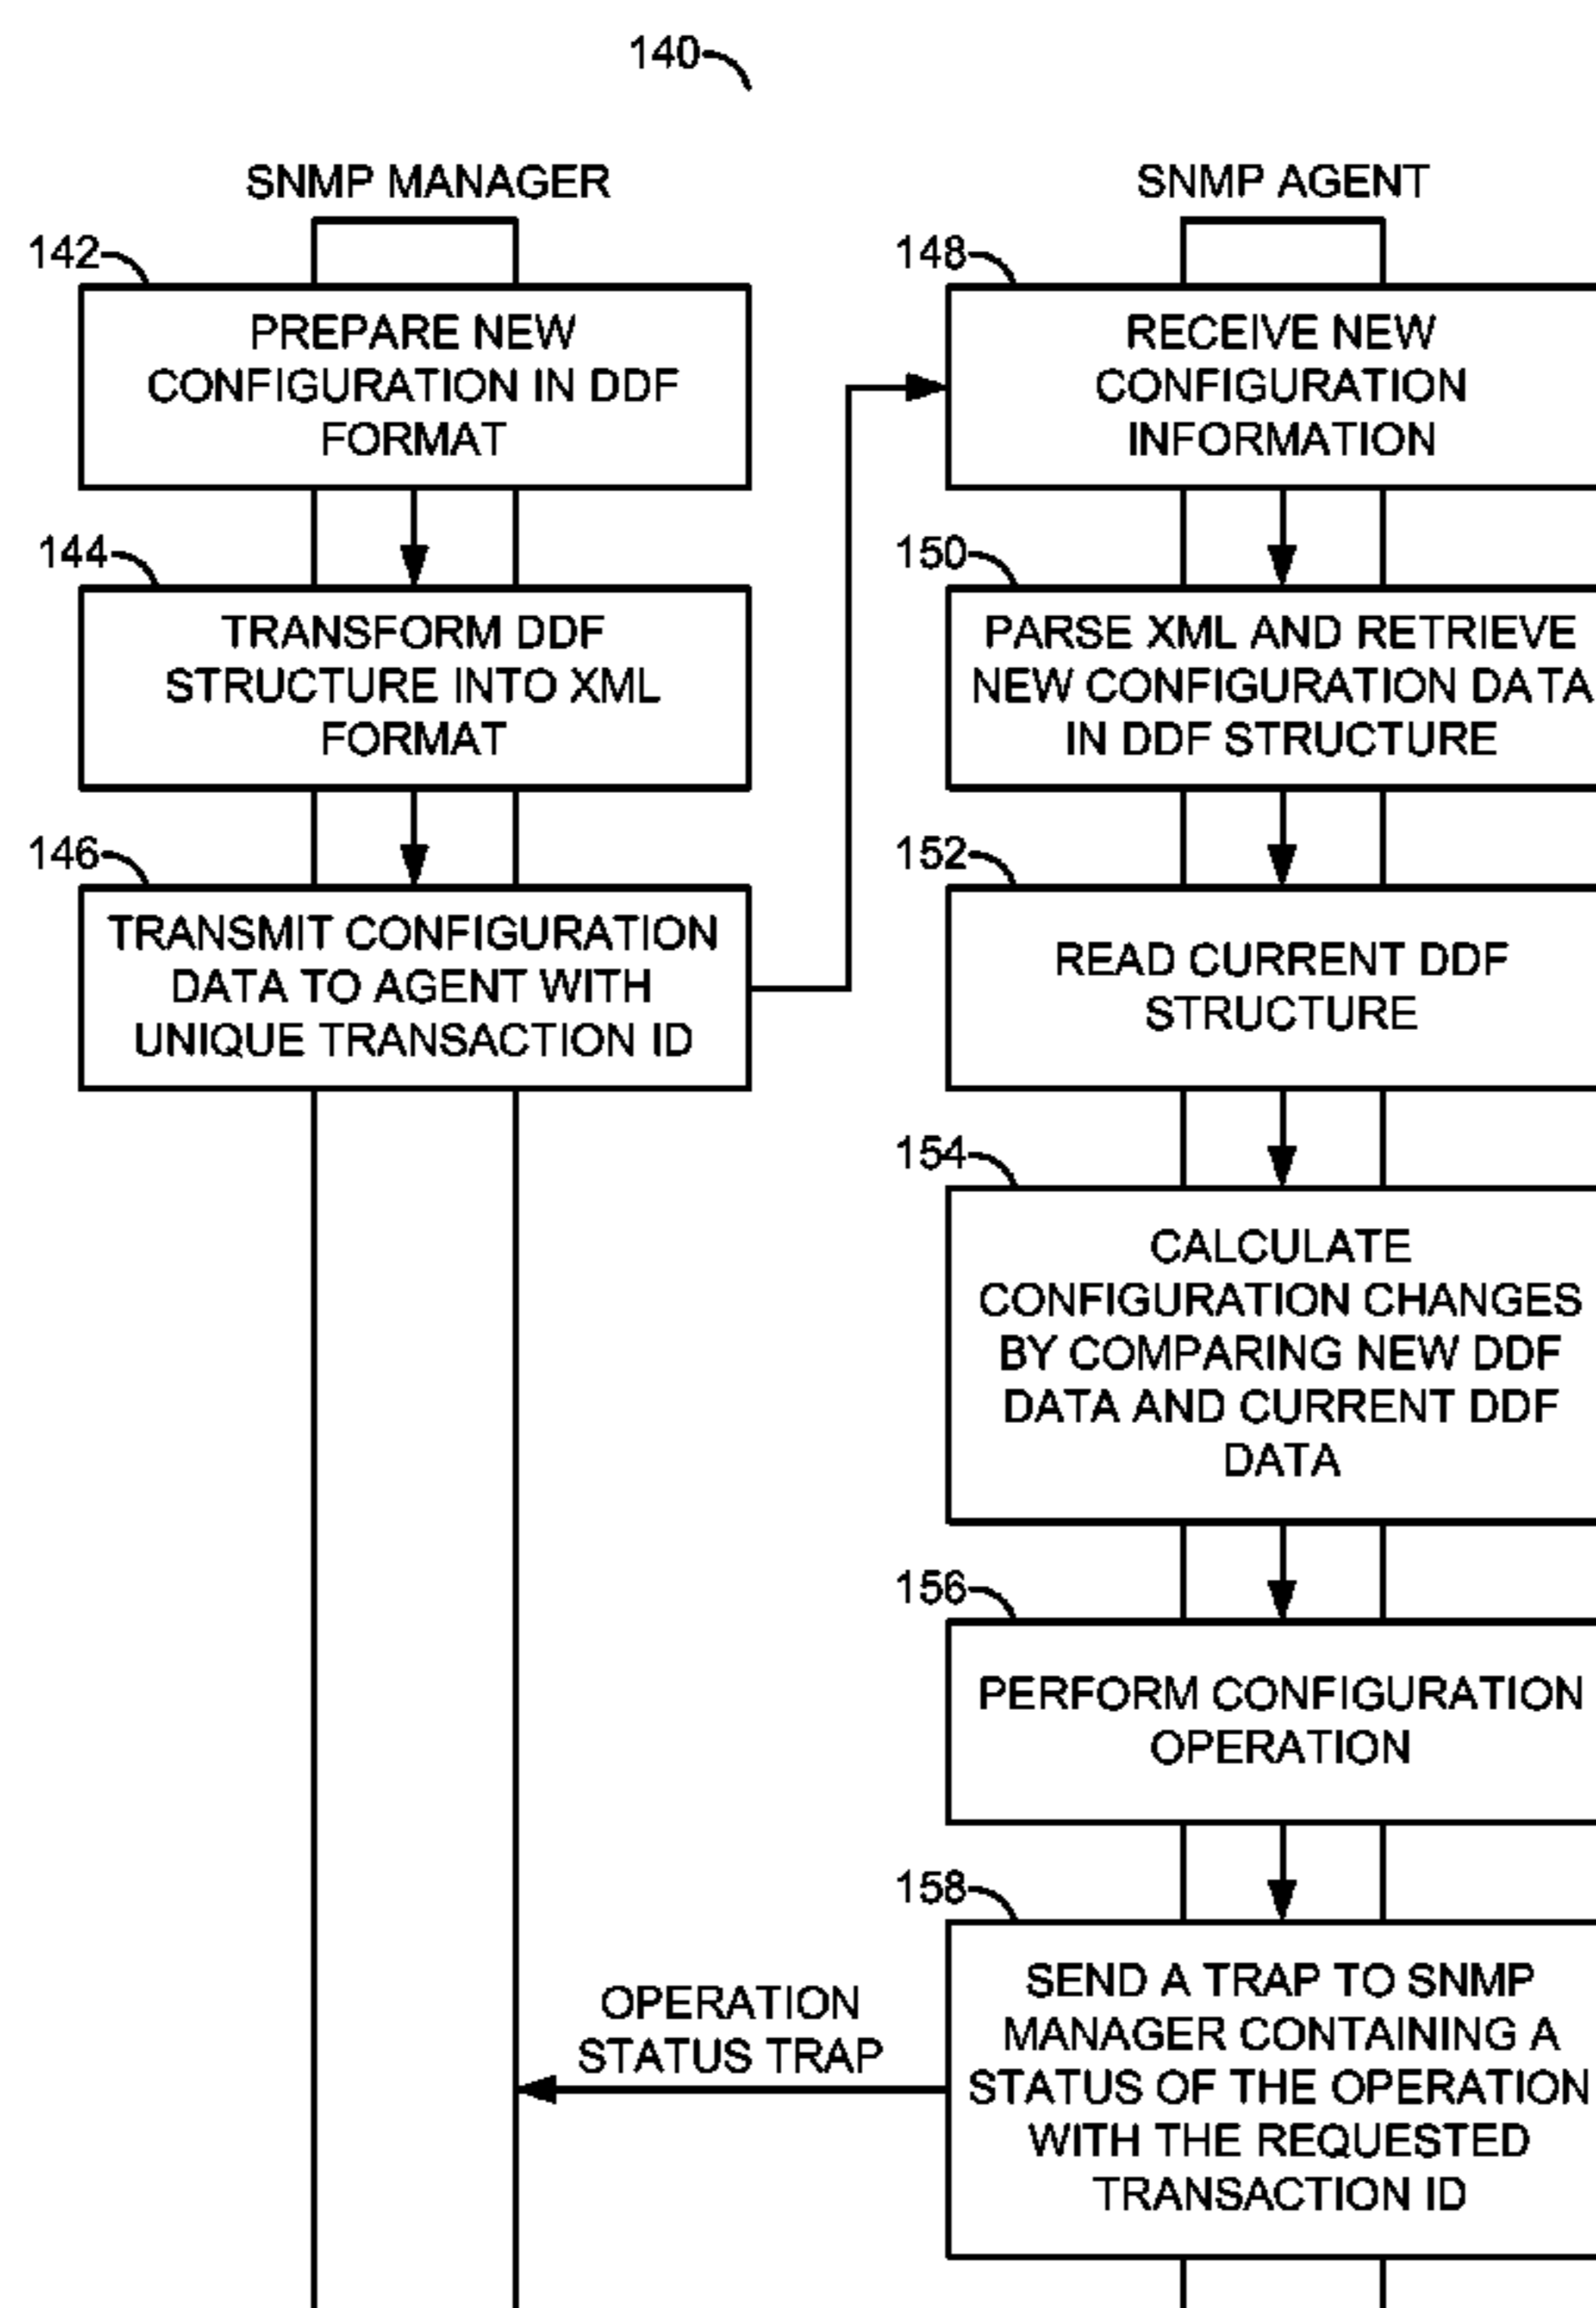 140
SNMP MANAGER
142
PREPARE NEW
CONFIGURATION IN DDF
FORMAT
144
TRANSFORM DDF
STRUCTURE INTO XML
FORMAT
146
TRANSMIT CONFIGURATION
DATA TO AGENT WITH
UNIQUE TRANSACTION ID
SNMP AGENT
148
RECEIVE NEW
CONFIGURATION
INFORMATION
150
PARSE XML AND RETRIEVE
NEW CONFIGURATION DATA
IN DDF STRUCTURE
152
READ CURRENT DDF
STRUCTURE
154
CALCULATE
CONFIGURATION CHANGES
BY COMPARING NEW DDF
DATA AND CURRENT DDF
DATA
156
PERFORM CONFIGURATION
OPERATION
158
SEND A TRAP TO SNMP
MANAGER CONTAINING A
STATUS OF THE OPERATION
WITH THE REQUESTED
TRANSACTION ID
OPERATION
STATUS TRAP